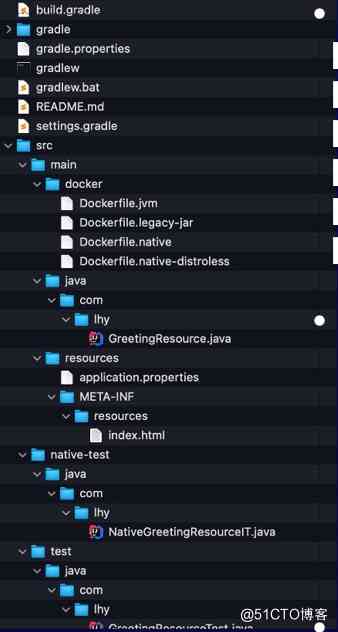 build.gradle
gradle
gradle.properties
gradlew
gradlew.bat
README.md
settings.gradle
src
main
docker
Dockerfile.jvm
Dockerfile.legacy-jar
Dockerfile.native
Dockerfile.native-distroless
java
com
lhy
GreetingResource.java
resources
application.properties
META-INF
resources
index.html
native-test
java
com
lhy
NativeGreetingResourceIT.java
test
java
com
lhy
GreetingResourceTest.java
@51CTO博客